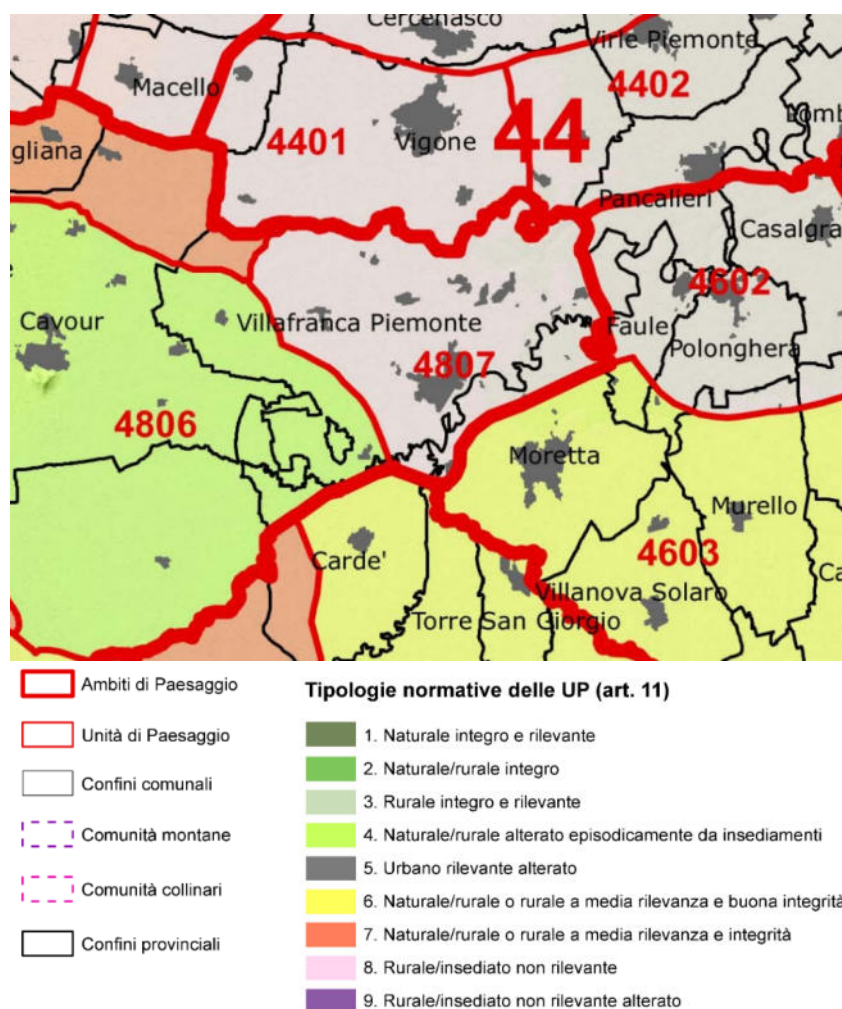 Cercenasco
Virle Piemonte
4402
Macello
44
Lomb
4401
Vigone
gliana
Pancalieri
Casalgra
4602
Cavour
Villafranca Piemonte
Faule
Polonghera
4807
4806
Moretta
Murello
4603
Carde'
Ca
Villanova Solaro
Torre San Giorgio
Ambiti di Paesaggio
Unità di Paesaggio
Confini comunali
Comunità montane
Comunità collinari
Confini provinciali
Tipologie normative delle UP (art. 11)
1. Naturale integro e rilevante
2. Naturale/rurale integro
3. Rurale integro e rilevante
4. Naturale/rurale alterato episodicamente da insediamenti
5. Urbano rilevante alterato
6. Naturale/rurale o rurale a media rilevanza e buona integrità
7. Naturale/rurale o rurale a media rilevanza e integrità
8. Rurale/insediato non rilevante
9. Rurale/insediato non rilevante alterato